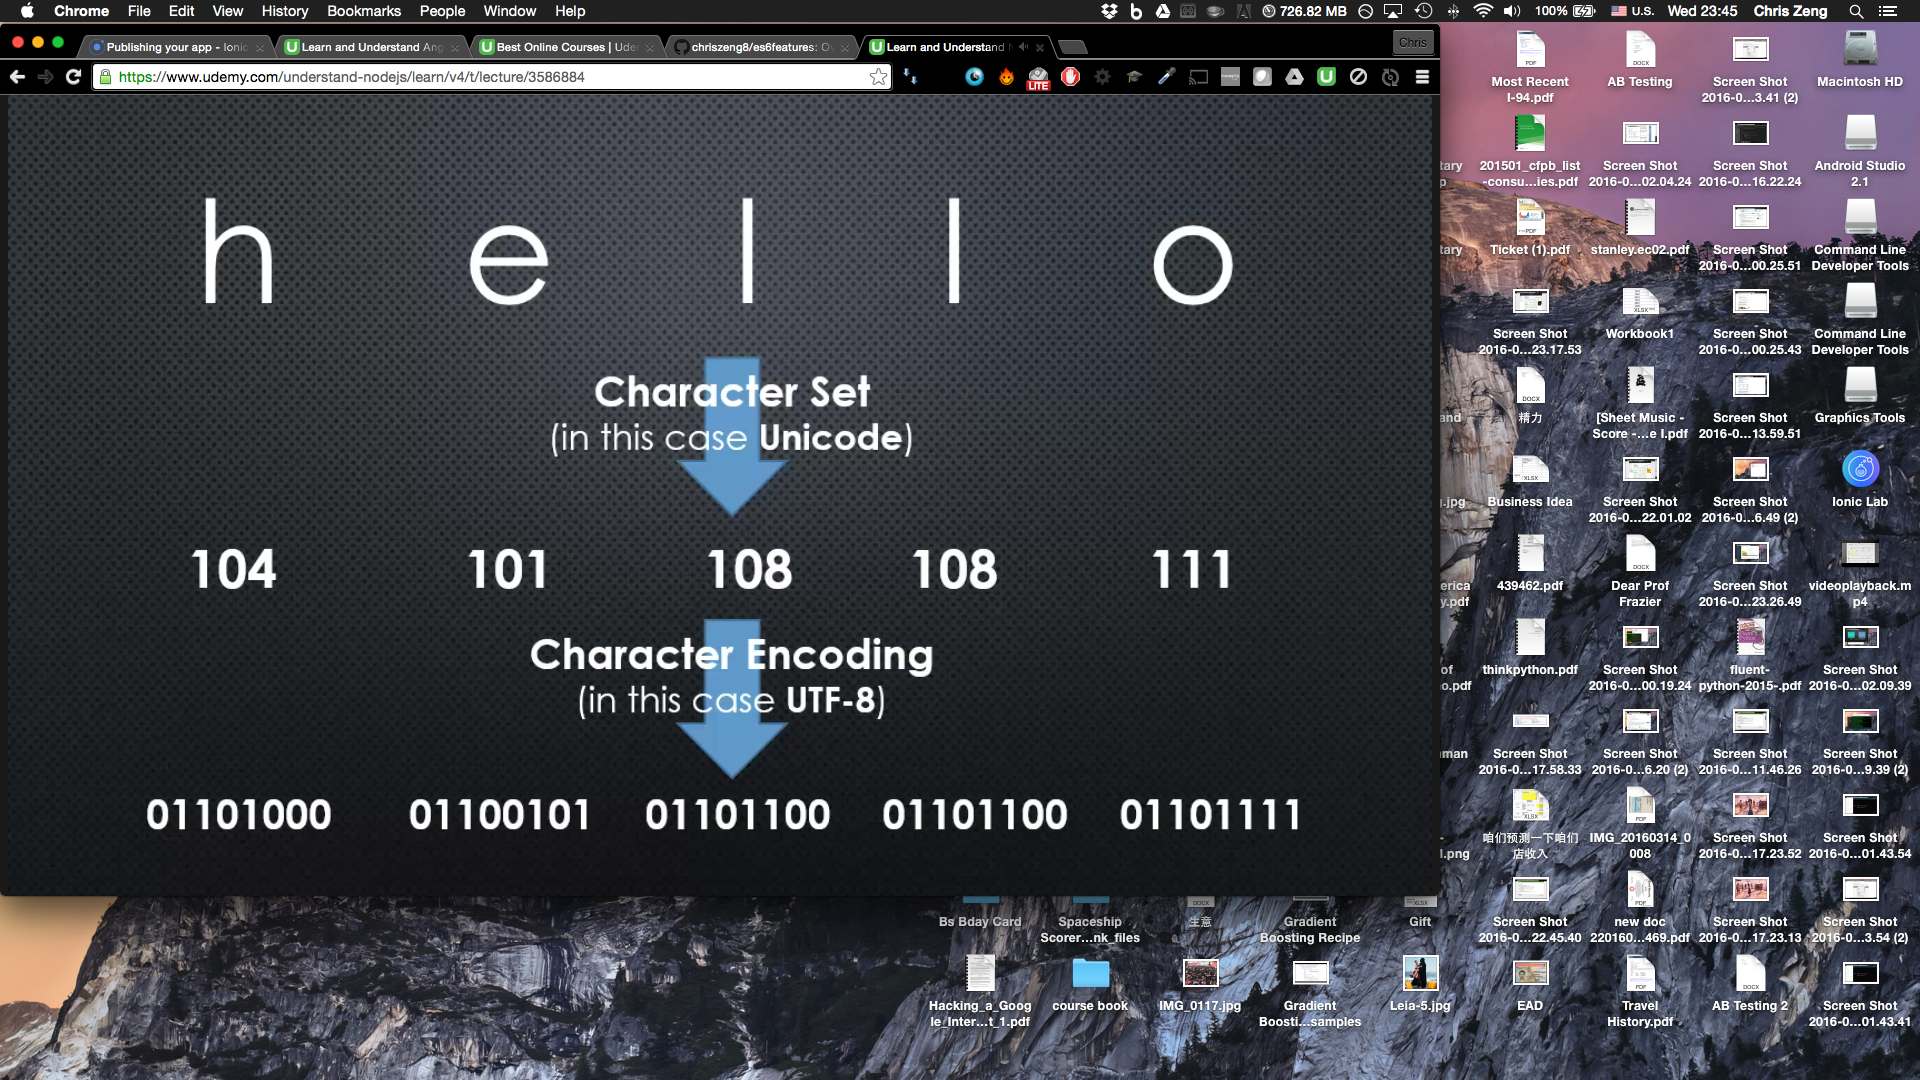 Chrome File Edit View History Bookmarks People Window Help
726.82 MB 100% U.S. Wed 23:45 Chris Zeng
Publishing your app - Ionic
Learn and Understand Ang
Best Online Courses | Ude
chriszeng8/es6features: Ov
Learn and Understand N
Chris
https://www.udemy.com/understand-nodejs/learn/v4/t/lecture/3586884
LITE
h e l l o
Character Set
(in this case Unicode)
104 101 108 108 111
Character Encoding
(in this case UTF-8)
01101000 01100101 01101100 01101100 01101111
Most Recent
I-94.pdf
AB Testing
Screen Shot
2016-0...3.41 (2)
Macintosh HD
tary
p
201501_cfpb_list
-consu...ies.pdf
Screen Shot
2016-0...02.04.24
Screen Shot
2016-0...16.22.24
Android Studio
2.1
tary
Ticket (1).pdf
stanley.ec02.pdf
Screen Shot
2016-0...00.25.51
Command Line
Developer Tools
Screen Shot
2016-0...23.17.53
Workbook1
Screen Shot
2016-0...00.25.43
Command Line
Developer Tools
and
精力
[Sheet Music -
Score -...e I.pdf
Screen Shot
2016-0...13.59.51
Graphics Tools
g.jpg
Business Idea
Screen Shot
2016-0...22.01.02
Screen Shot
2016-0...6.49 (2)
Ionic Lab
erica
y.pdf
439462.pdf
Dear Prof
Frazier
Screen Shot
2016-0...23.26.49
videoplayback.m
p4
of
o.pdf
thinkpython.pdf
Screen Shot
2016-0...00.19.24
fluent-
python-2015-.pdf
Screen Shot
2016-0...02.09.39
man
Screen Shot
2016-0...17.58.33
Screen Shot
2016-0...6.20 (2)
Screen Shot
2016-0...11.46.26
Screen Shot
2016-0...9.39 (2)
-
l.png
咱们预测一下咱们
店收入
IMG_20160314_0
008
Screen Shot
2016-0...17.23.52
Screen Shot
2016-0...01.43.54
Bs Bday Card
Spaceship
Scorer...nk_files
生意
Gradient
Boosting Recipe
Gift
Screen Shot
2016-0...22.45.40
new doc
220160...469.pdf
Screen Shot
2016-0...17.23.13
Screen Shot
2016-0...3.54 (2)
Hacking_a_Goog
le_Inter...t_1.pdf
course book
IMG_0117.jpg
Gradient
Boosti...samples
Leia-5.jpg
EAD
Travel
History.pdf
AB Testing 2
Screen Shot
2016-0...01.43.41